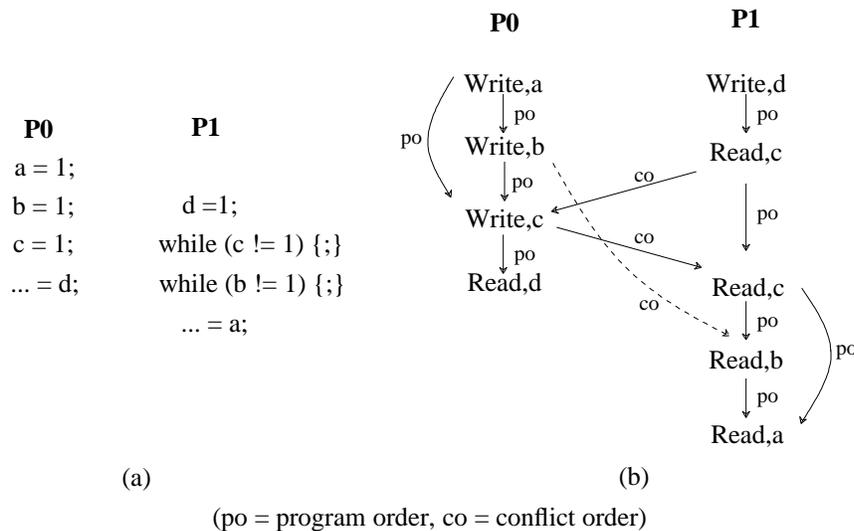 P0 P1
a = 1;
b = 1; d =1;
c = 1; while (c != 1) {;}
... = d; while (b != 1) {;}
... = a;
(a)
P0 P1
Write,a Write,d
po po
po
Write,b Read,c
po co
po
Write,c co
po
Read,d Read,c
co po
po
Read,b
po
Read,a
(b)
(po = program order, co = conflict order)